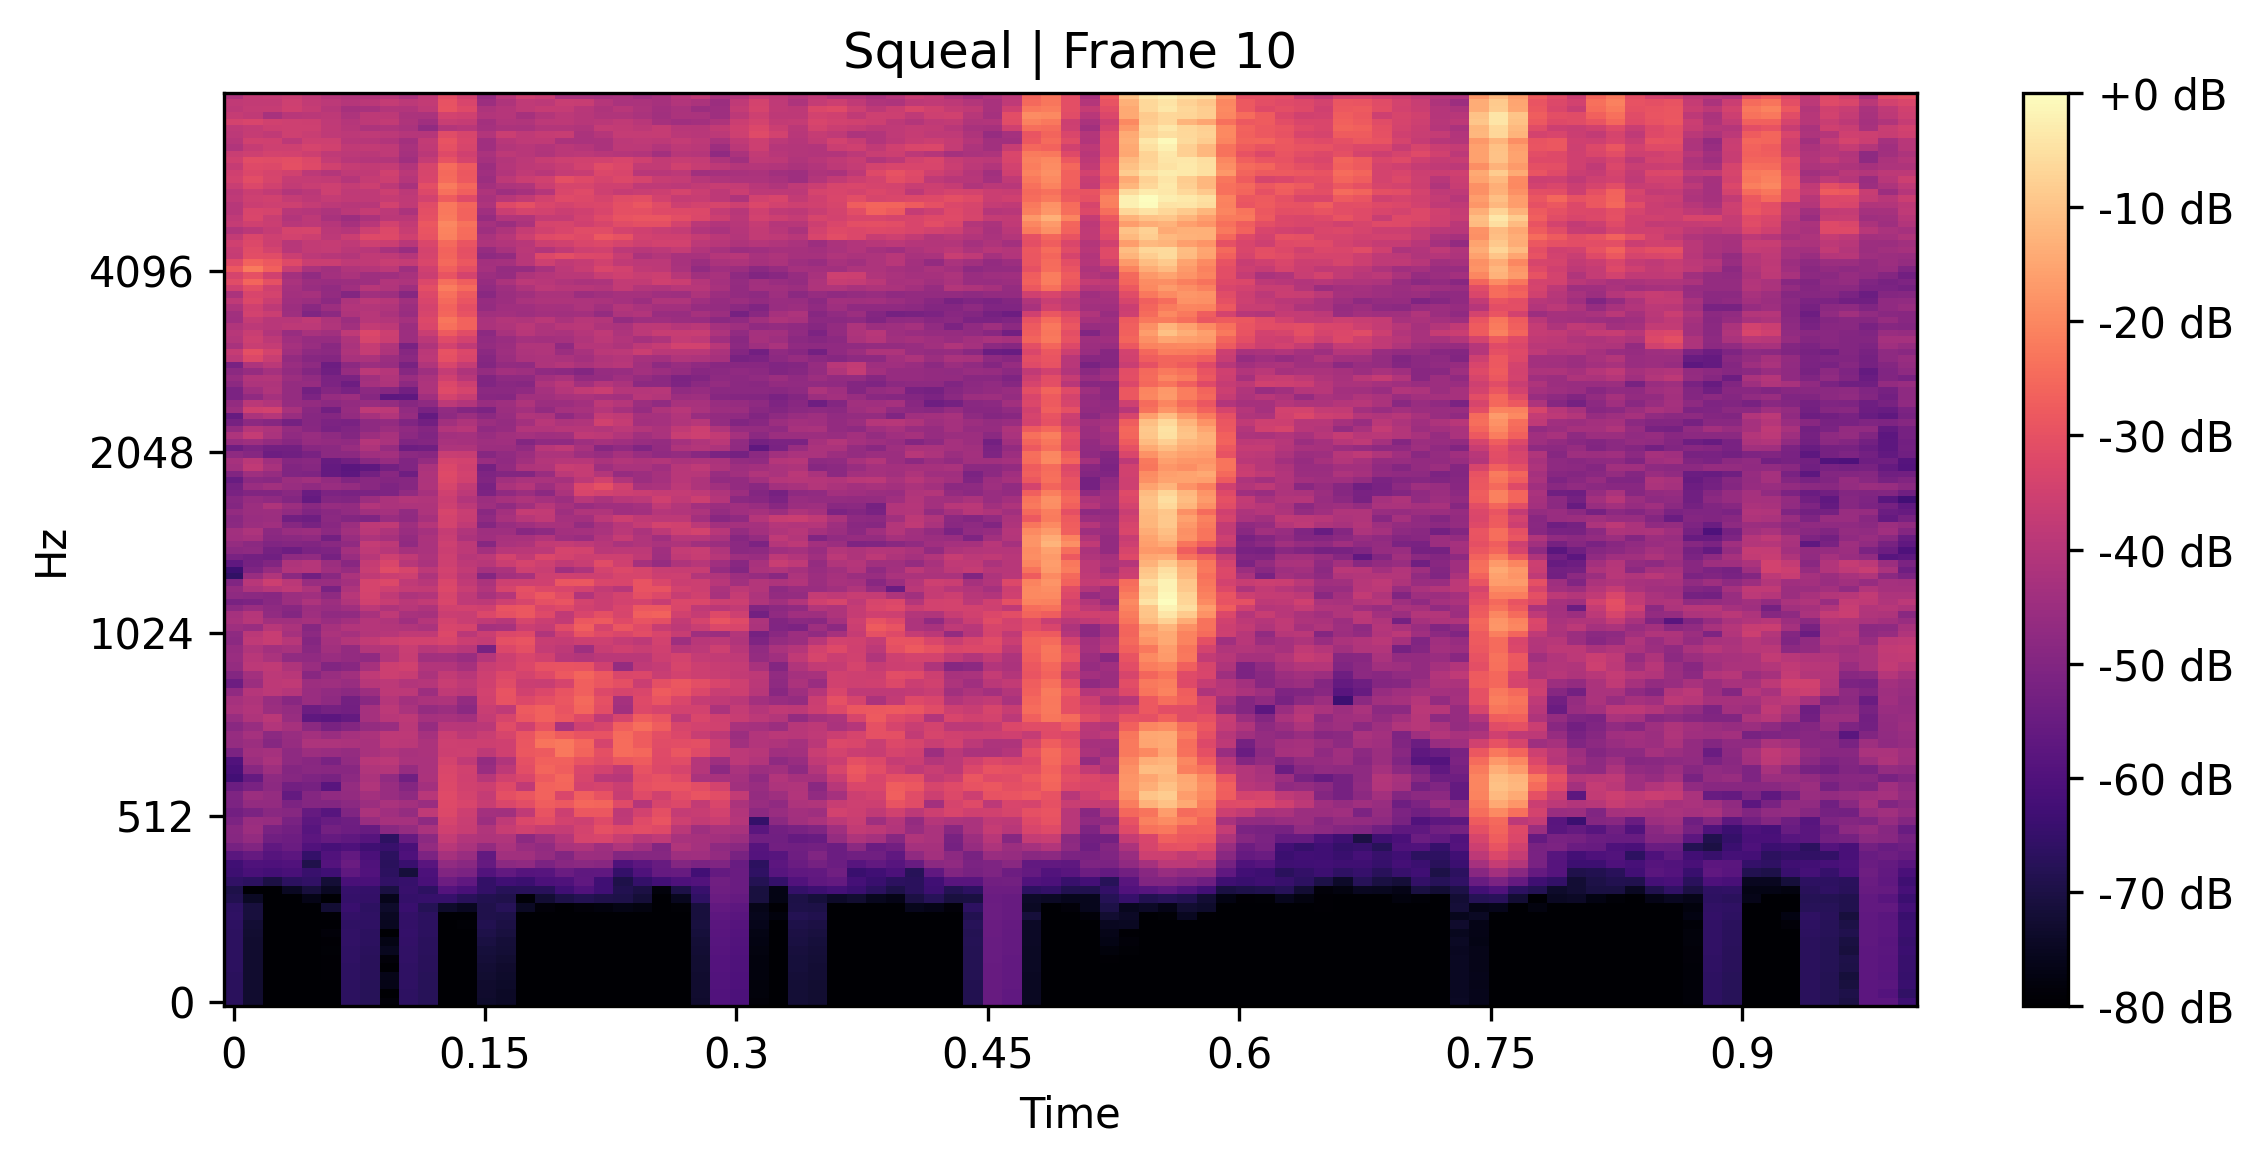 Squeal | Frame 10
Hz
4096
2048
1024
512
0
0 0.15 0.3 0.45 0.6 0.75 0.9
Time
+0 dB
-10 dB
-20 dB
-30 dB
-40 dB
-50 dB
-60 dB
-70 dB
-80 dB